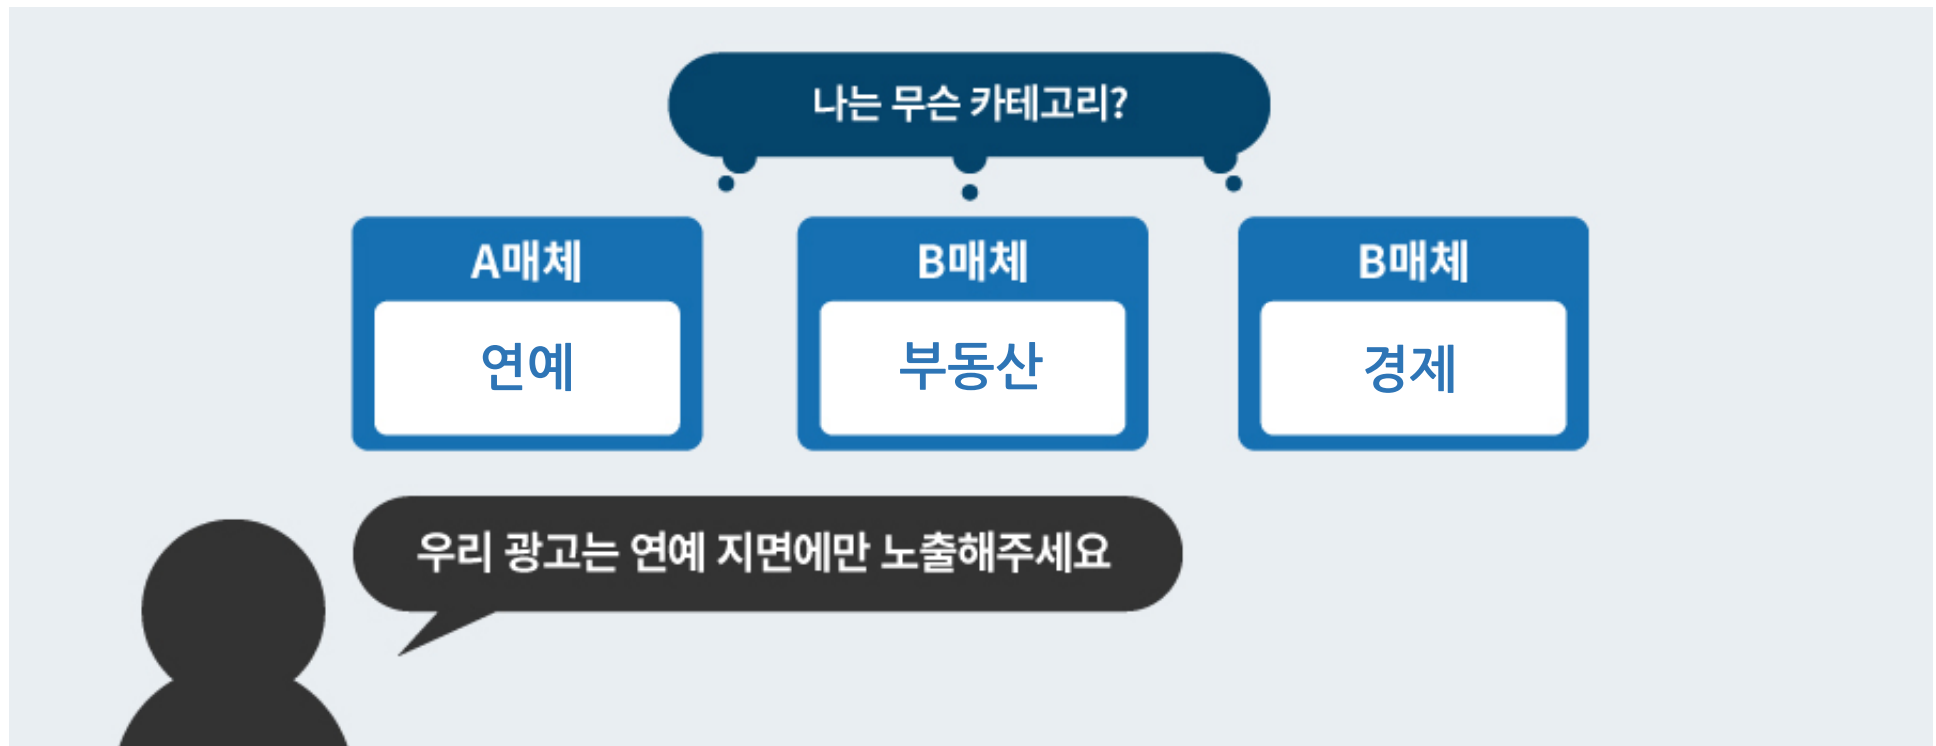 나는 무슨 카테고리?
A매체
B매체
B매체
연예
부동산
경제
우리 광고는 연예 지면에만 노출해주세요